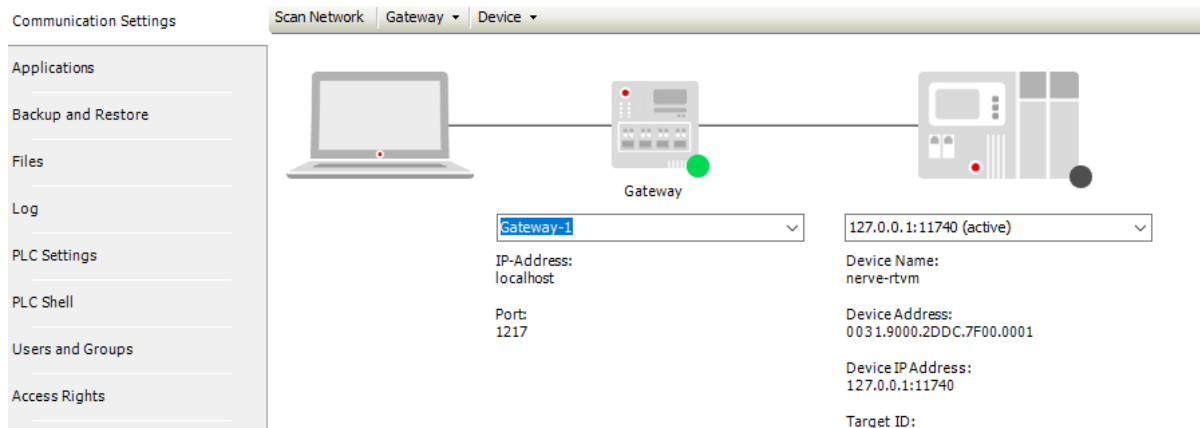 Communication Settings
Scan Network Gateway Device
Applications
Backup and Restore
Files
Log
PLC Settings
PLC Shell
Users and Groups
Access Rights
Gateway
Gateway-1
IP-Address:
localhost
Port:
1217
127.0.0.1:11740 (active)
Device Name:
nerve-rtvm
Device Address:
0031.9000.2DDC.7F00.0001
Device IP Address:
127.0.0.1:11740
Target ID: